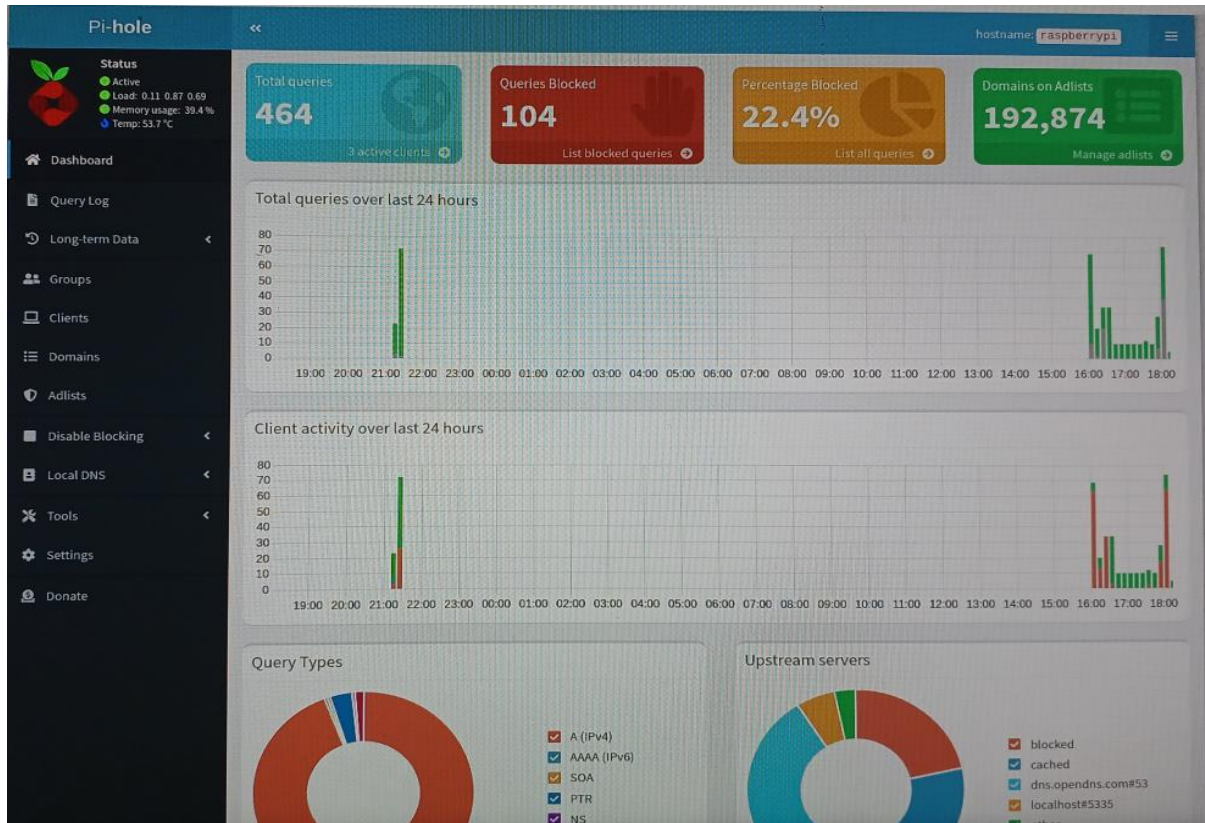 Pi-hole
hostname: raspberrypi
Status
Active
Load: 0.11 0.87 0.69
Memory usage: 39.4 %
Temp: 53.7 °C
Dashboard
Query Log
Long-term Data
Groups
Clients
Domains
Adlists
Disable Blocking
Local DNS
Tools
Settings
Donate
Total queries
464
3 active clients
Queries Blocked
104
List blocked queries
Percentage Blocked
22.4%
List all queries
Domains on Adlists
192,874
Manage adlists
Total queries over last 24 hours
80
70
60
50
40
30
20
10
0
19:00 20:00 21:00 22:00 23:00 00:00 01:00 02:00 03:00 04:00 05:00 06:00 07:00 08:00 09:00 10:00 11:00 12:00 13:00 14:00 15:00 16:00 17:00 18:00
Client activity over last 24 hours
80
70
60
50
40
30
20
10
0
19:00 20:00 21:00 22:00 23:00 00:00 01:00 02:00 03:00 04:00 05:00 06:00 07:00 08:00 09:00 10:00 11:00 12:00 13:00 14:00 15:00 16:00 17:00 18:00
Query Types
A (IPv4)
AAAA (IPv6)
SOA
PTR
NS
Upstream servers
blocked
cached
dns.opendns.com#53
localhost#5335